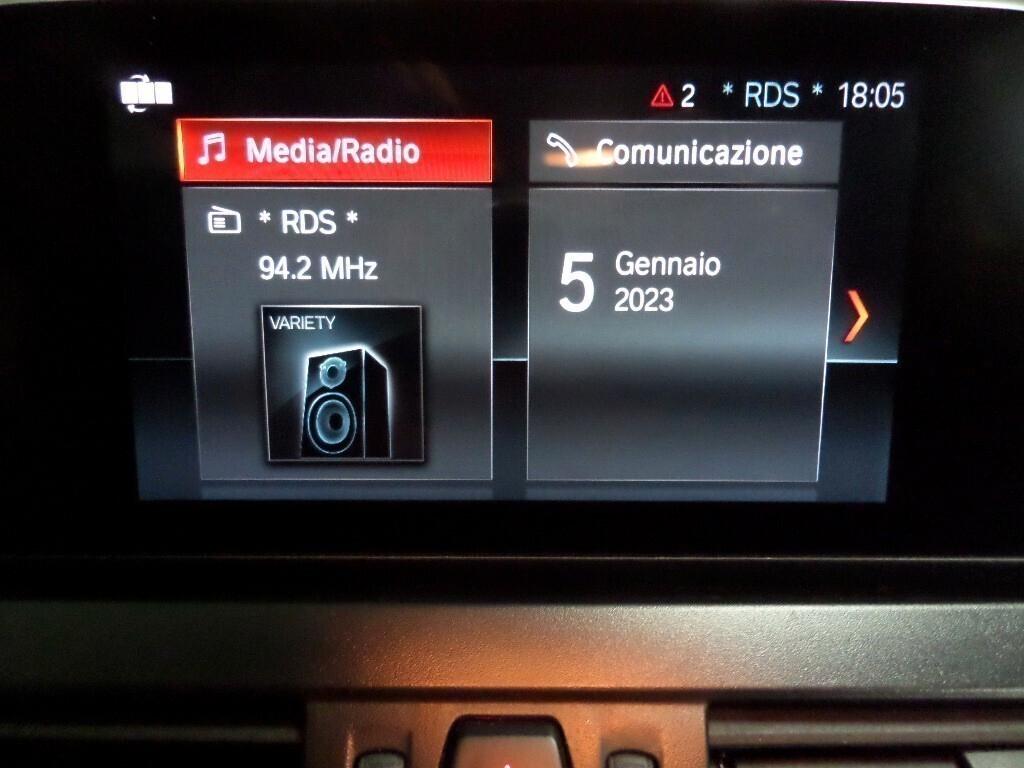 2 * RDS * 18:05
Media/Radio
* RDS *
94.2 MHz
VARIETY
Comunicazione
5 Gennaio
2023